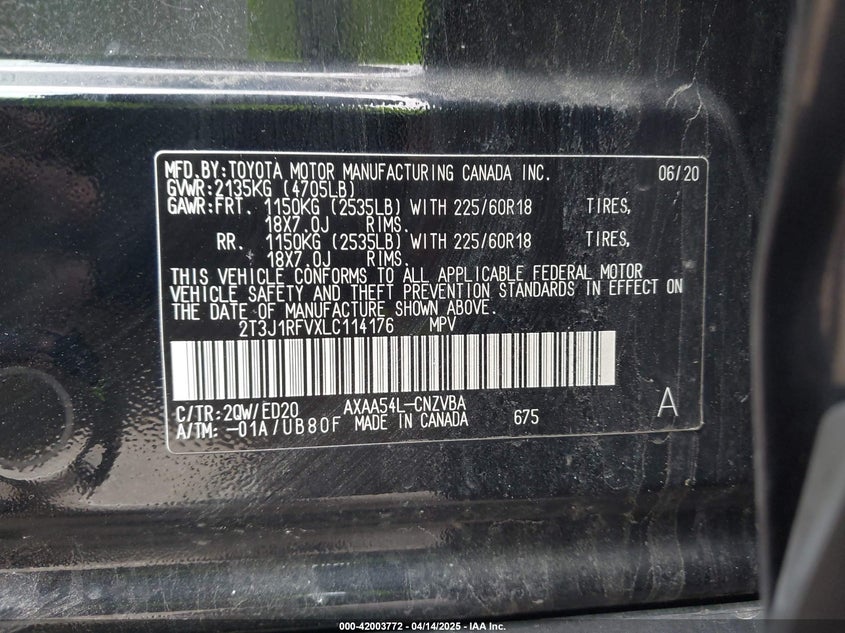 MFD.BY:TOYOTA MOTOR MANUFACTURING CANADA INC. 06/20
GVWR:2135KG (4705LB)
GAWR:FRT. 1150KG (2535LB) WITH 225/60R18 TIRES,
18X7.0J RIMS.
RR. 1150KG (2535LB) WITH 225/60R18 TIRES,
18X7.0J RIMS.
THIS VEHICLE CONFORMS TO ALL APPLICABLE FEDERAL MOTOR
VEHICLE SAFETY AND THEFT PREVENTION STANDARDS IN EFFECT ON
THE DATE OF MANUFACTURE SHOWN ABOVE.
2T3J1RFVXLC114176 MPV
C/TR:2QW/ED20 AXAA54L-CNZVBA A
A/TM:-01A/UB80F MADE IN CANADA 675
000-42003772 - 04/14/2025 - IAA Inc.